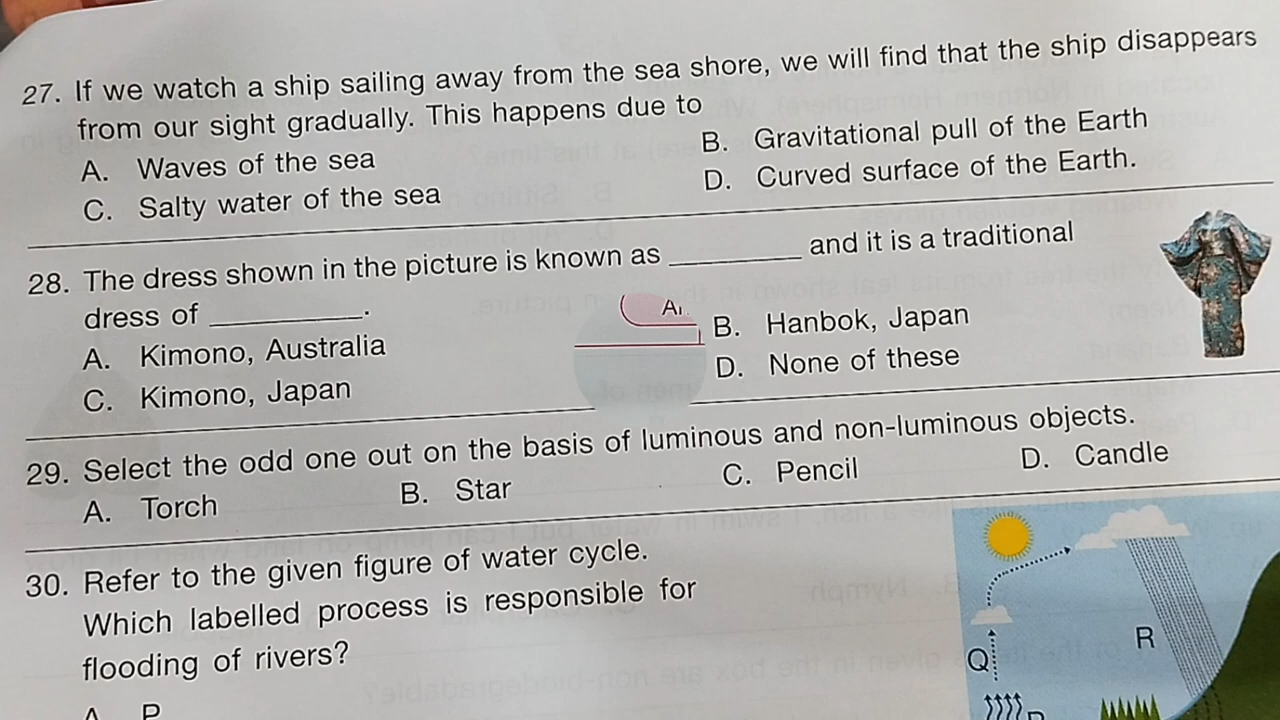 27. If we watch a ship sailing away from the sea shore, we will find that the ship disappears
from our sight gradually. This happens due to
A. Waves of the sea
B. Gravitational pull of the Earth
C. Salty water of the sea
D. Curved surface of the Earth.
28. The dress shown in the picture is known as ________ and it is a traditional
dress of _________.
A. Kimono, Australia
B. Hanbok, Japan
C. Kimono, Japan
D. None of these
29. Select the odd one out on the basis of luminous and non-luminous objects.
A. Torch B. Star C. Pencil D. Candle
30. Refer to the given figure of water cycle.
Which labelled process is responsible for
flooding of rivers?
A P
Q
R